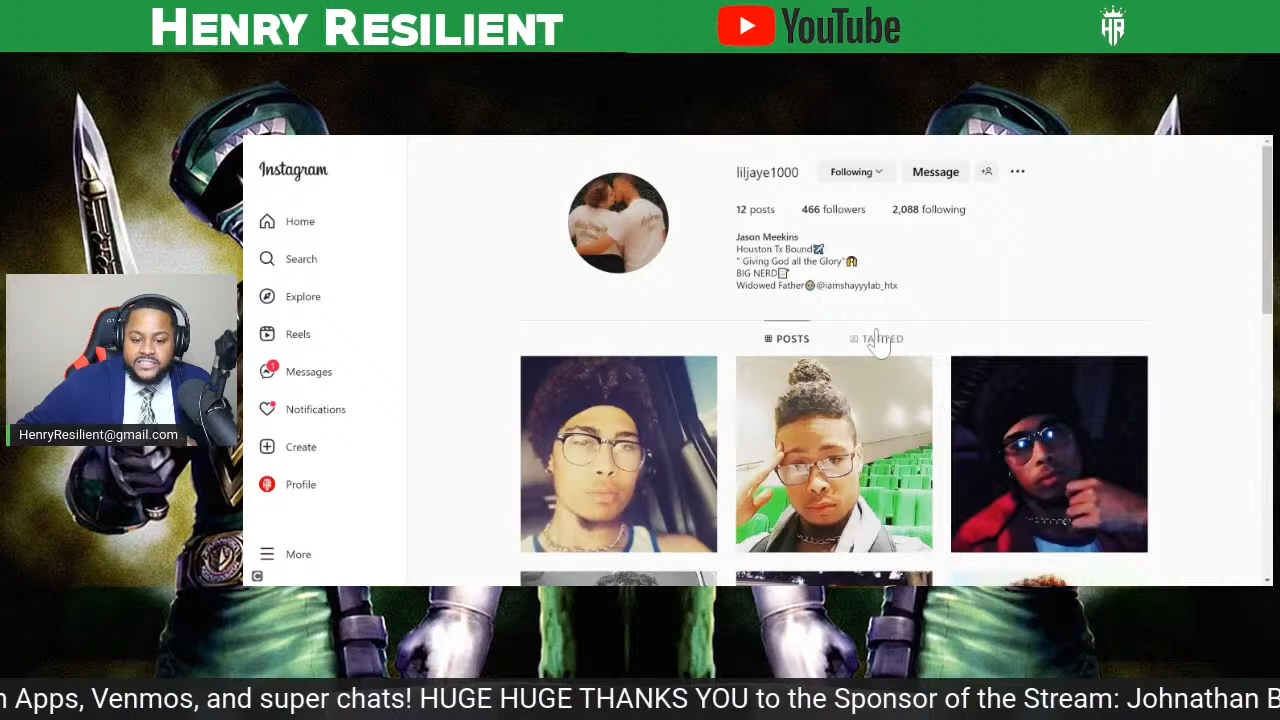 HENRY RESILIENT
YouTube
HR
Instagram
Home
Search
Explore
Reels
1
Messages
Notifications
Create
Profile
More
liljaye1000
Following
Message
12 posts 466 followers 2,088 following
Jason Meekins
Houston Tx Bound✈️
" Giving God all the Glory"
BIG NERD📝
Widowed Father @iamshayyylab_htx
POSTS
HenryResilient@gmail.com
Apps, Venmos, and super chats! HUGE HUGE THANKS YOU to the Sponsor of the Stream: Johnathan B